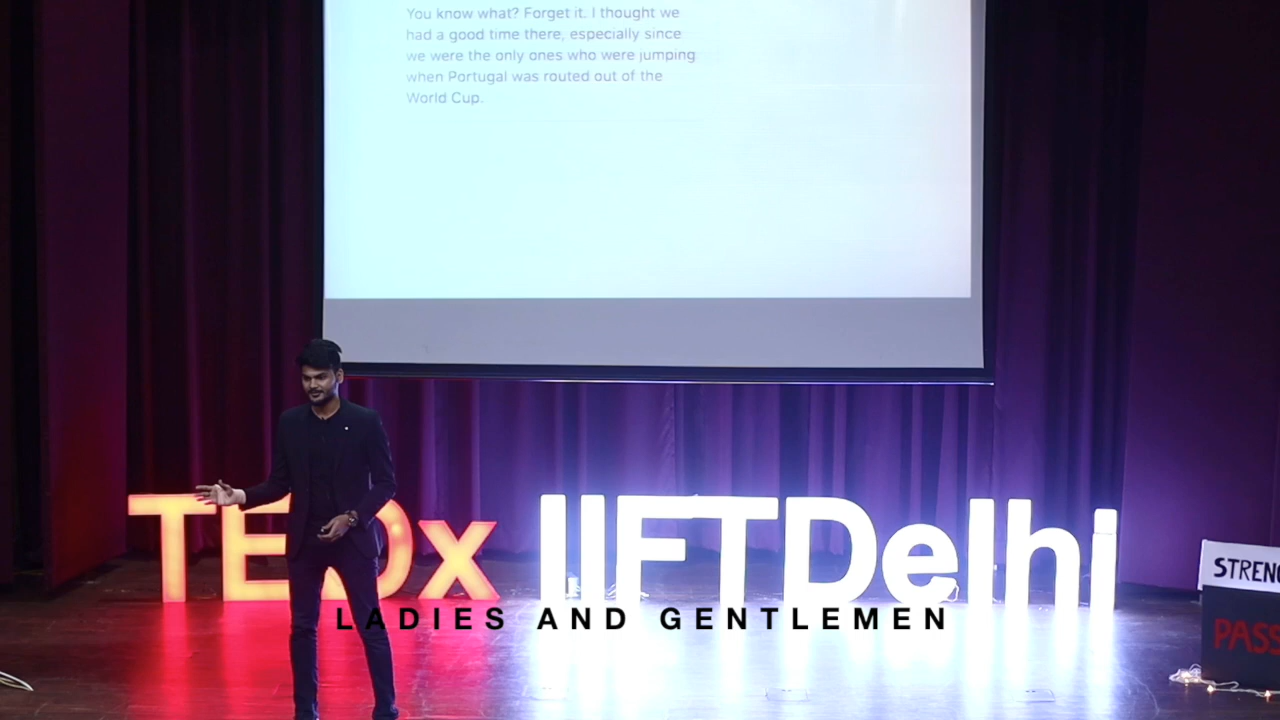 You know what? Forget it. I thought we
had a good time there, especially since
we were the only ones who were jumping
when Portugal was routed out of the
World Cup.
TEDx IIFTDelhi
LADIES AND GENTLEMEN
STRENG
PASS